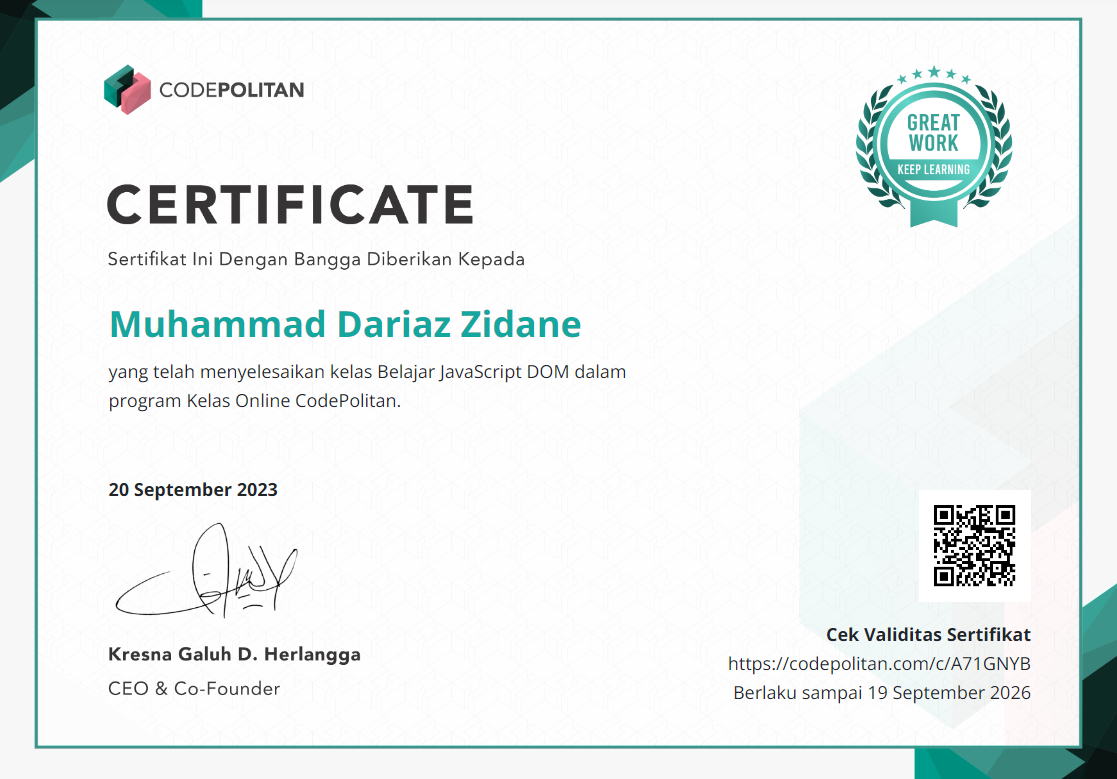 CODEPOLITAN
GREAT
WORK
KEEP LEARNING
CERTIFICATE
Sertifikat Ini Dengan Bangga Diberikan Kepada
Muhammad Dariaz Zidane
yang telah menyelesaikan kelas Belajar JavaScript DOM dalam
program Kelas Online CodePolitan.
20 September 2023
Kresna Galuh D. Herlangga
CEO & Co-Founder
Cek Validitas Sertifikat
https://codepolitan.com/c/A71GNYB
Berlaku sampai 19 September 2026